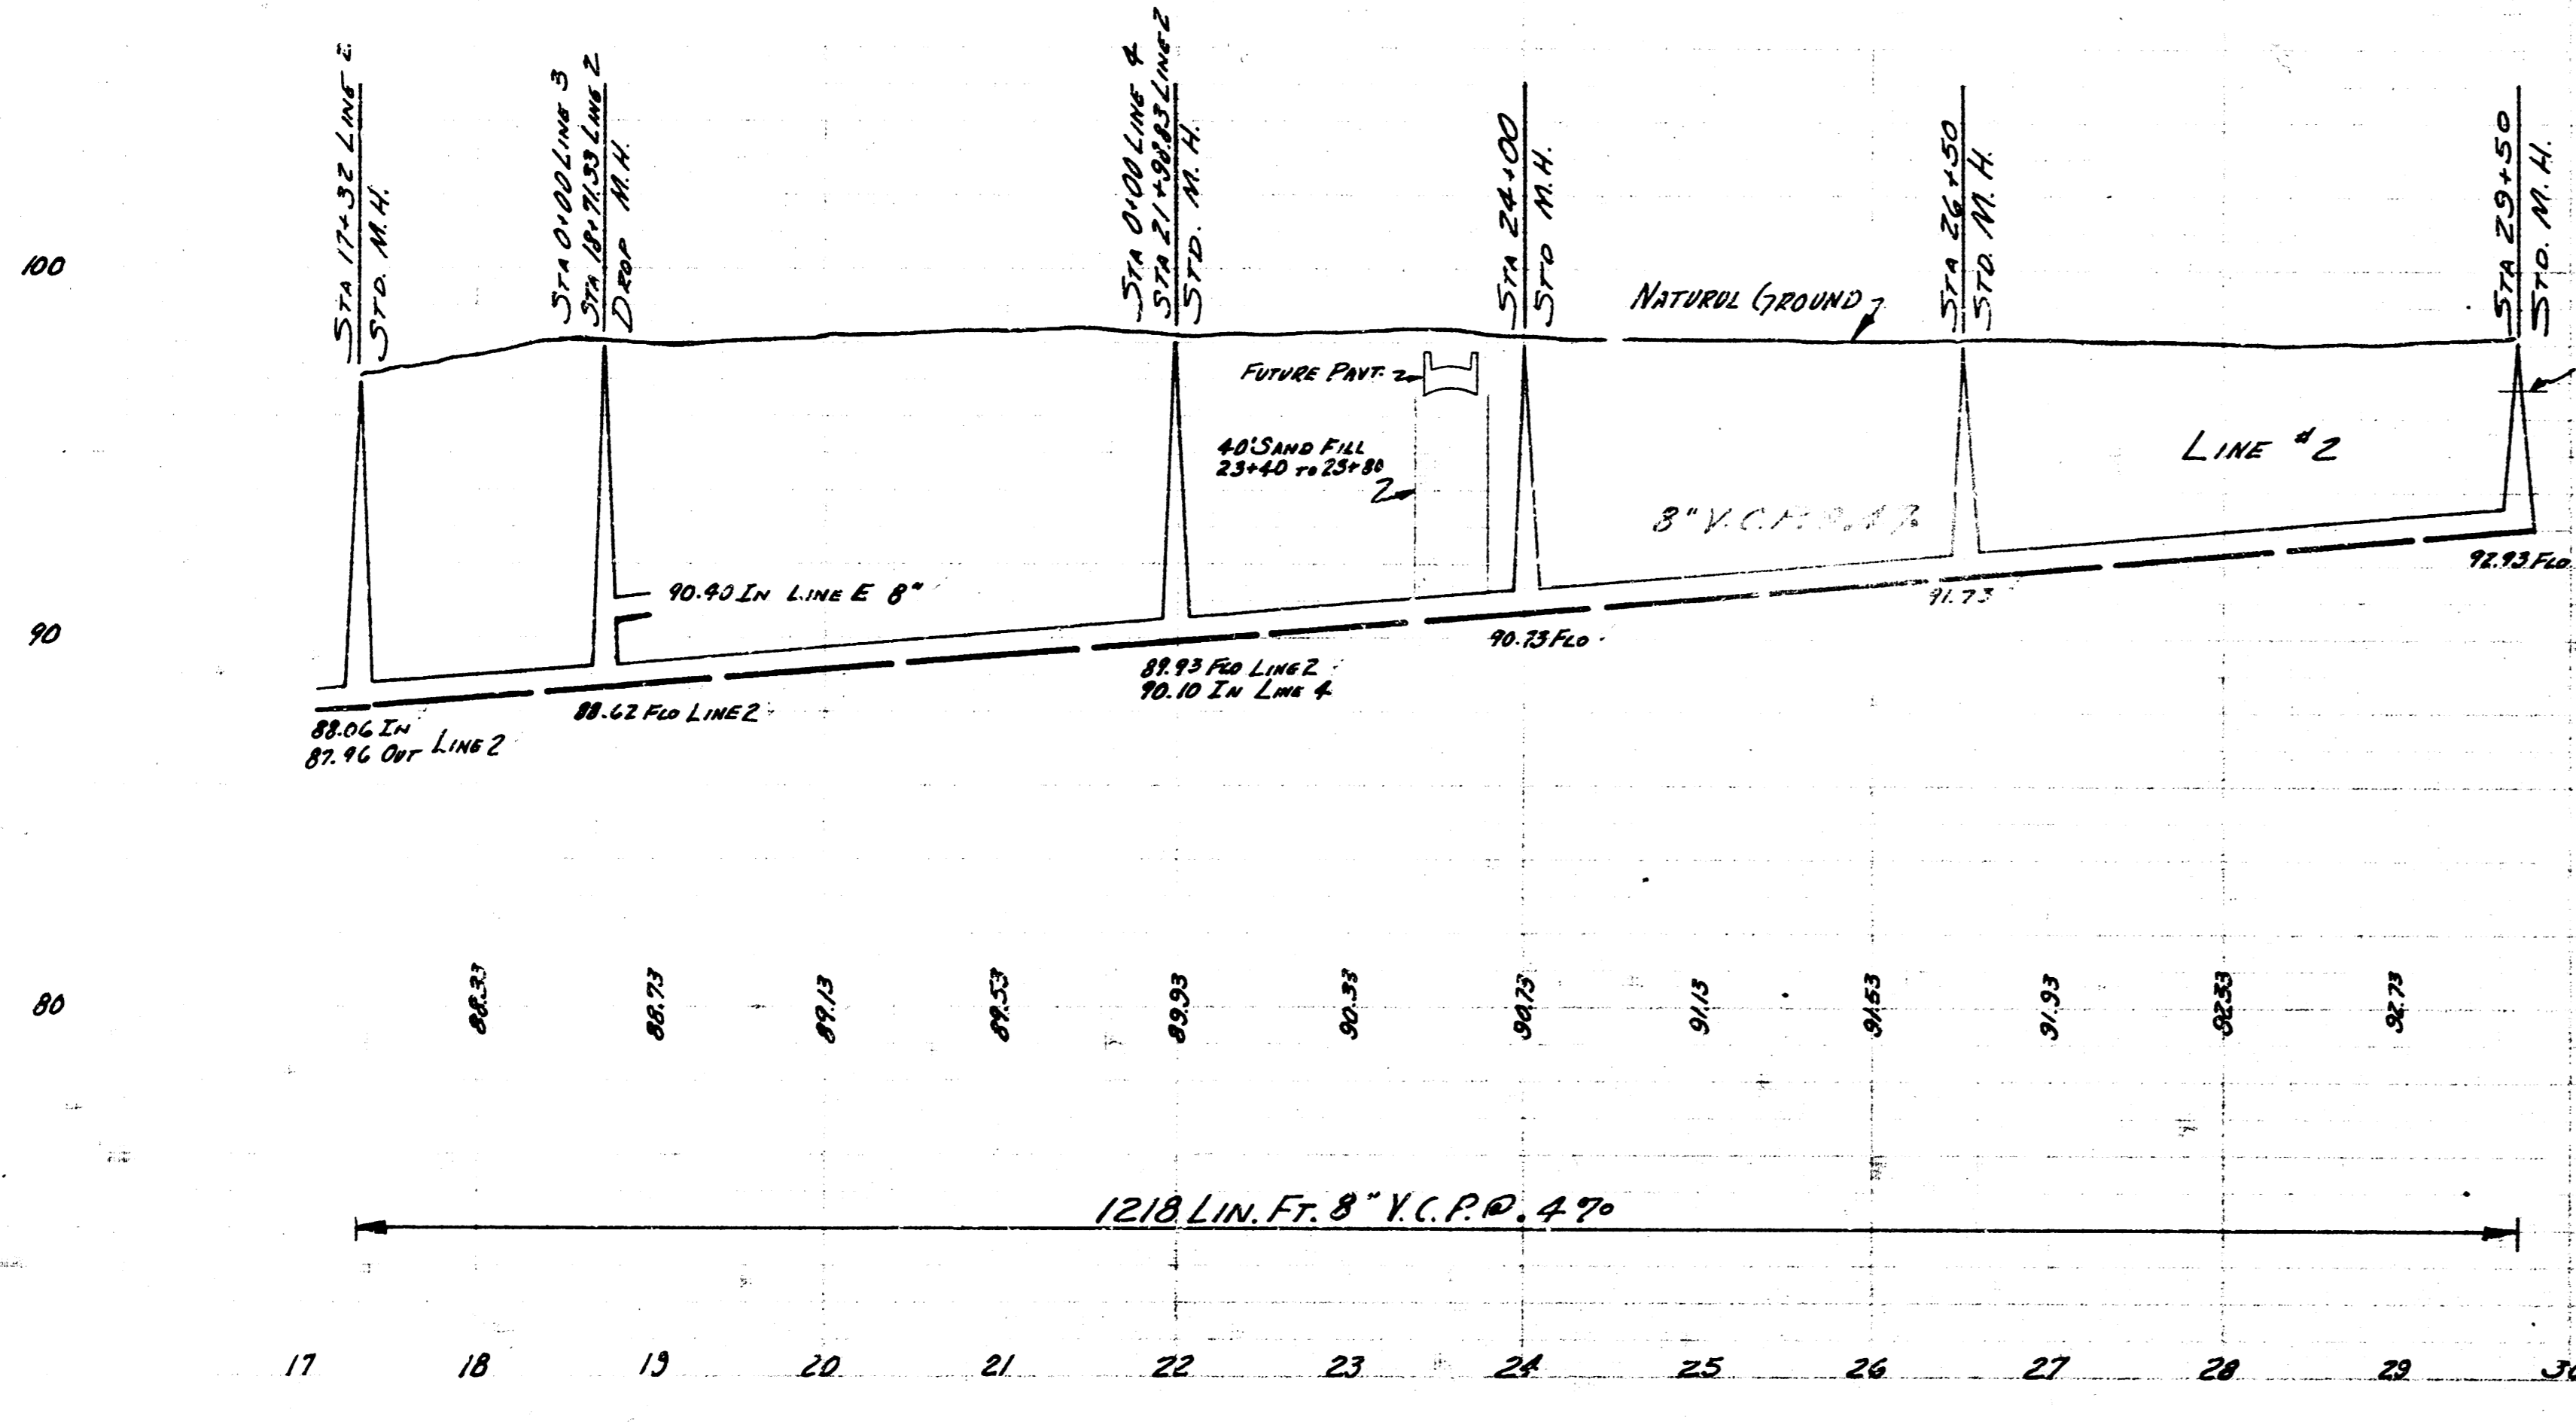 STA 17+32 LINE 2
STD. M.H.
STA 0+00 LINE 3
STA 18+71.33 LINE 2
DROP M.H.
STA 0+00 LINE 4
STA 21+98.83 LINE 2
STD. M.H.
STA 24+00
STD M.H.
STA 26+50
STD. M.H.
STA 29+50
STD. M.H.
100
NATURUL GROUND
FUTURE PAVT.
40' SAND FILL
23+40 TO 23+80
LINE #2
8" V.C.P. @ .4 %
90.40 IN LINE E 8"
90
92.93 FLO
91.73
90.73 FLO
89.93 FLO LINE 2
90.10 IN LINE 4
88.62 FLO LINE 2
88.06 IN
87.96 OUT LINE 2
80
88.33
88.73
89.13
89.53
89.93
90.33
90.73
91.13
91.53
91.93
92.33
92.73
1218 LIN. FT. 8" V.C.P. @ .4 %
17 18 19 20 21 22 23 24 25 26 27 28 29 30